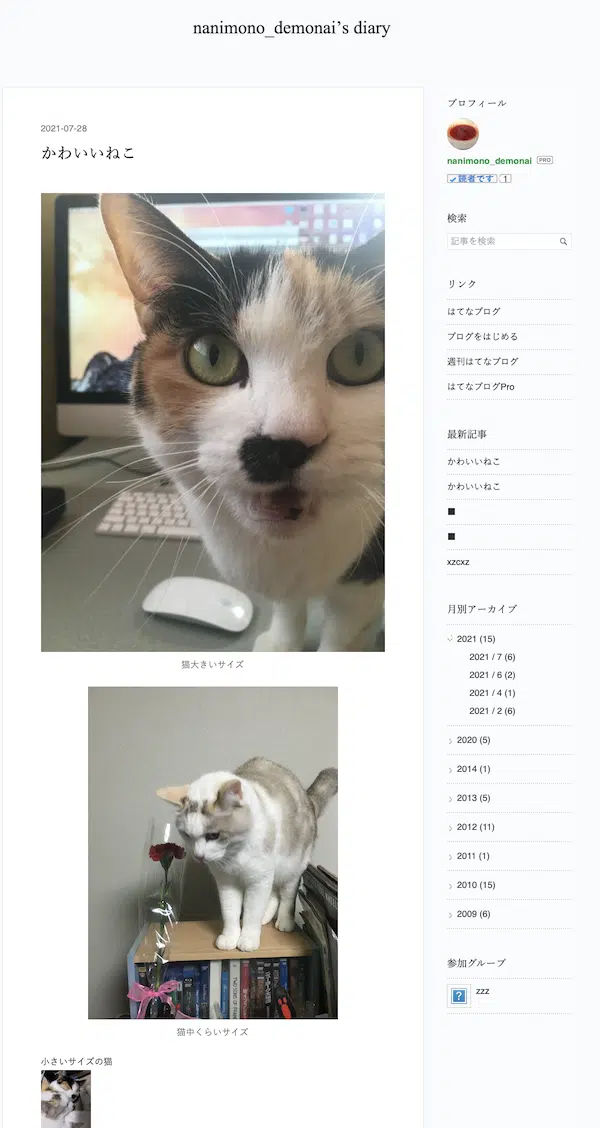 nanimono_demonai’s diary
2021-07-28
かわいいねこ
猫大きいサイズ
猫中くらいサイズ
小さいサイズの猫
プロフィール
nanimono_demonai PRO
読者です 1
検索
記事を検索
リンク
はてなブログ
ブログをはじめる
週刊はてなブログ
はてなブログPro
最新記事
かわいいねこ
かわいいねこ
■
■
xzcxz
月別アーカイブ
2021 (15)
2021 / 7 (6)
2021 / 6 (2)
2021 / 4 (1)
2021 / 2 (6)
2020 (5)
2014 (1)
2013 (5)
2012 (11)
2011 (1)
2010 (15)
2009 (6)
参加グループ
?
zzz